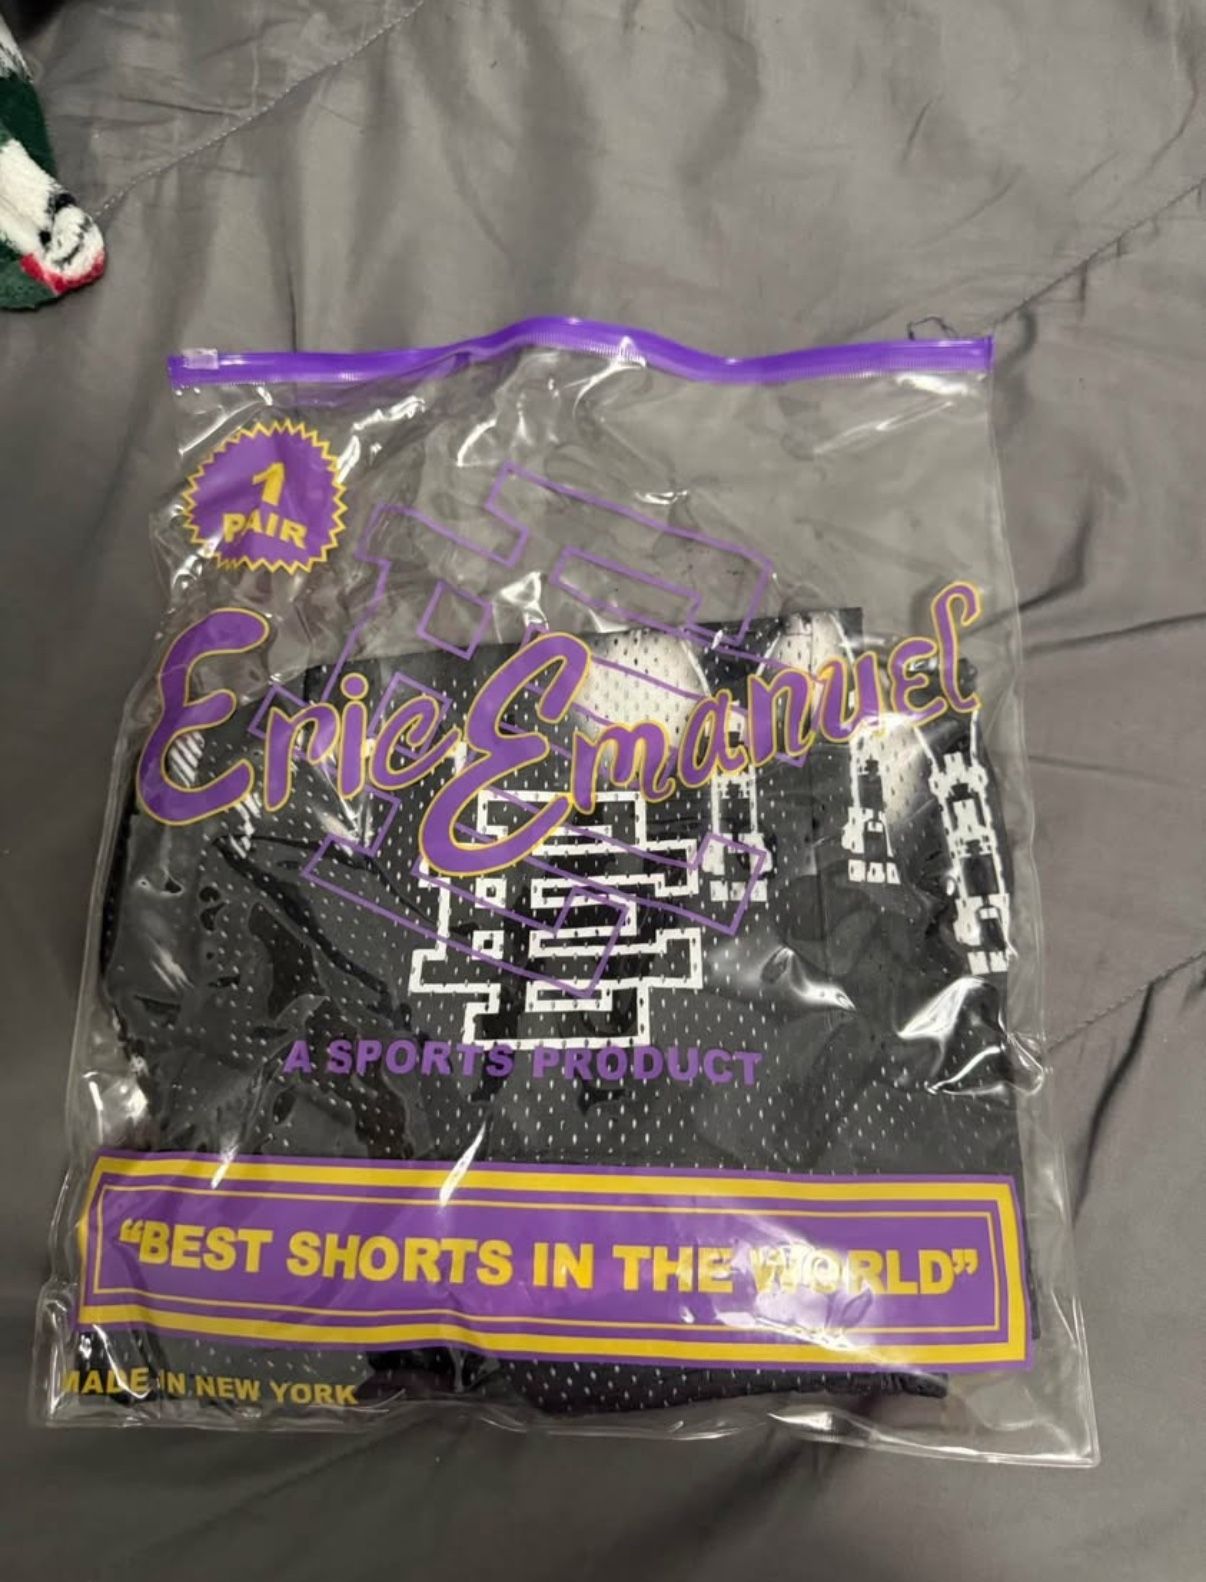 1
PAIR
Eric Emanuel
A SPORTS PRODUCT
“BEST SHORTS IN THE WORLD”
MADE IN NEW YORK